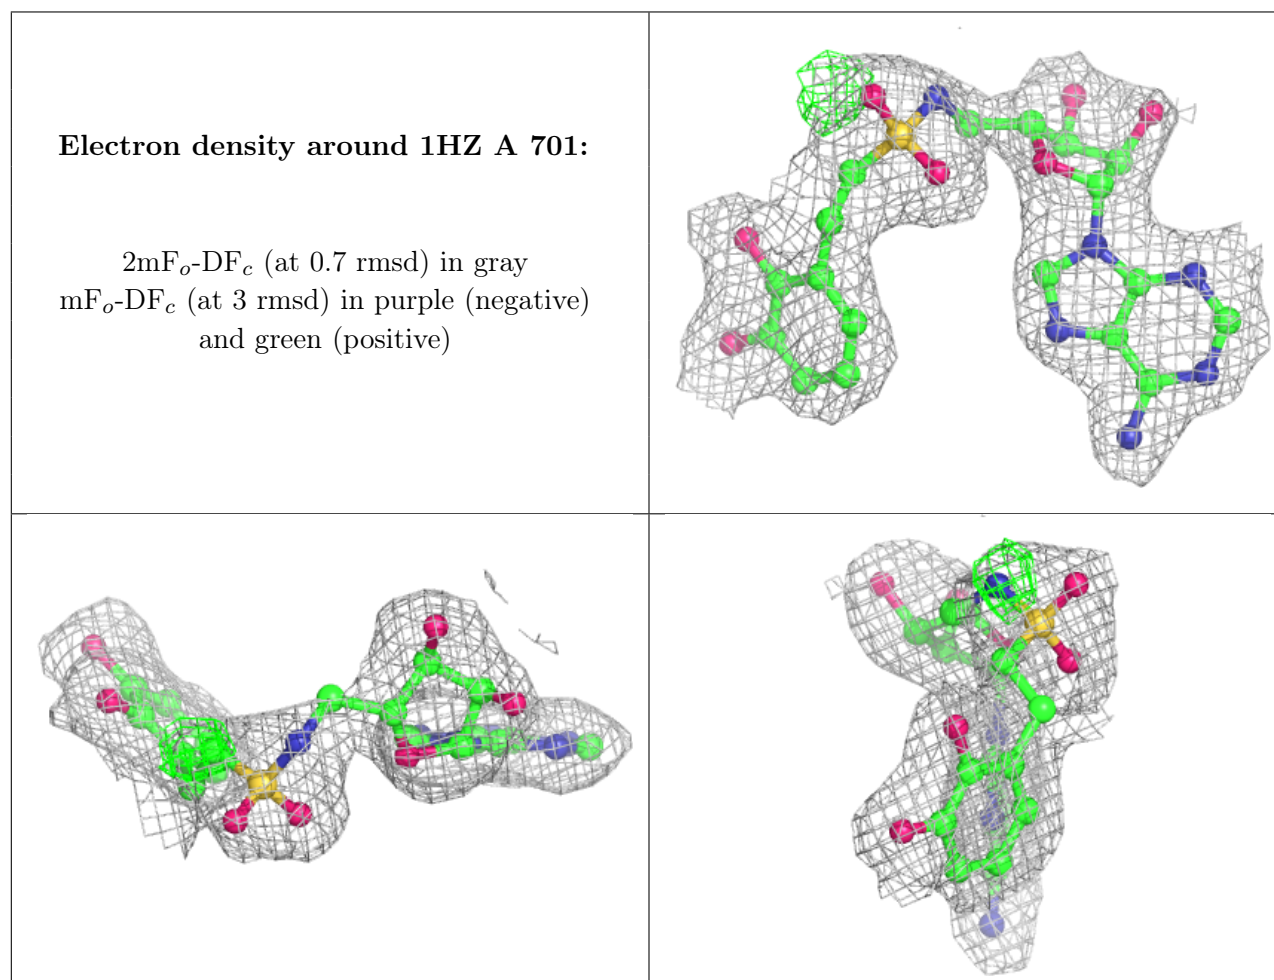 Electron density around 1HZ A 701:
2mFo-DFc (at 0.7 rmsd) in gray
mFo-DFc (at 3 rmsd) in purple (negative)
and green (positive)